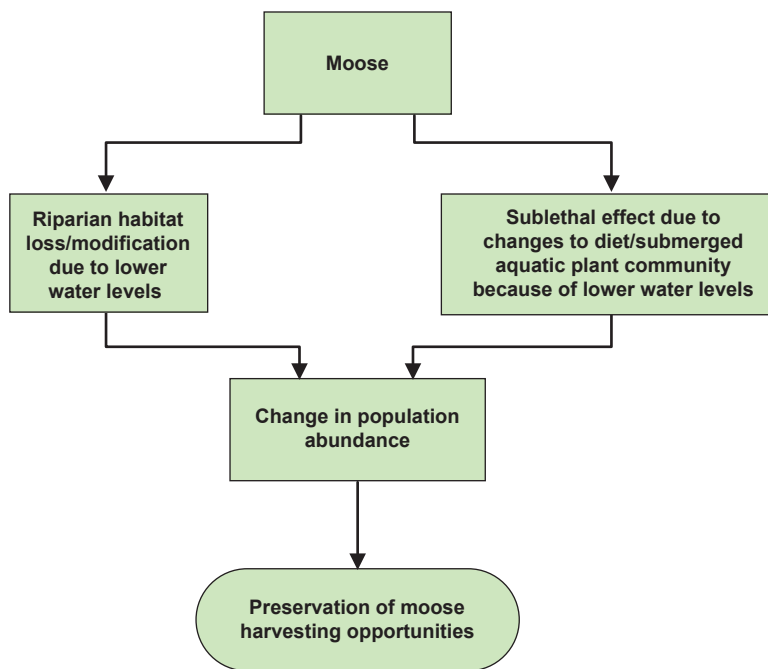 Moose
Riparian habitat
loss/modification
due to lower
water levels
Sublethal effect due to
changes to diet/submerged
aquatic plant community
because of lower water levels
Change in population
abundance
Preservation of moose
harvesting opportunities